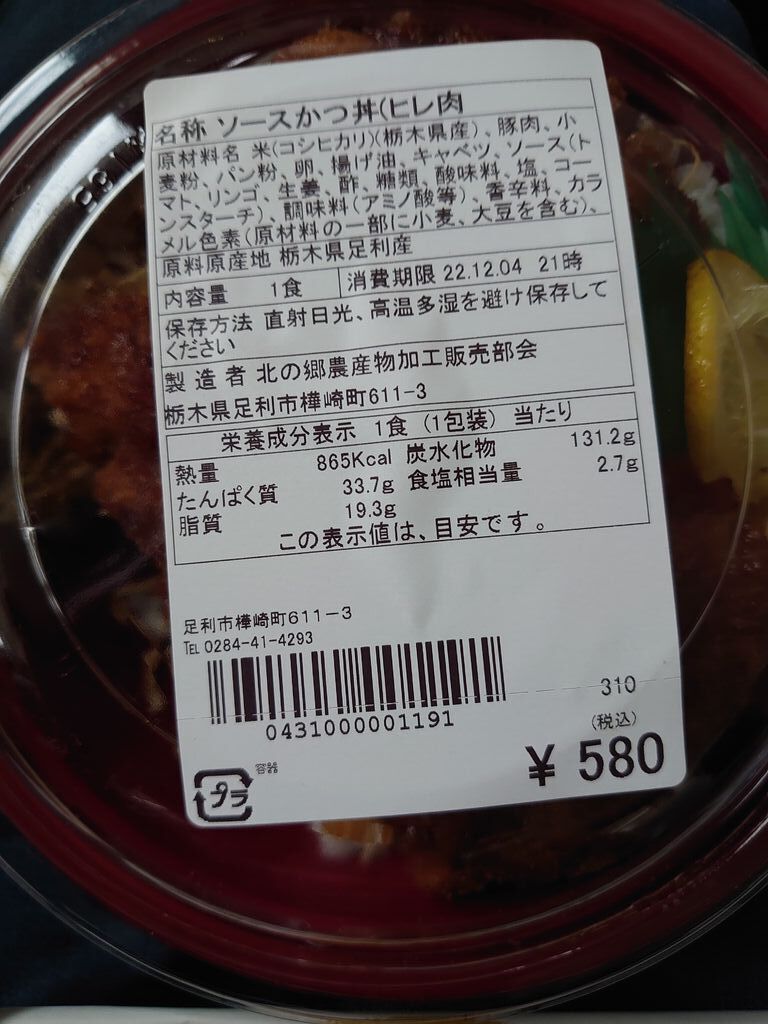 名称 ソースかつ丼(ヒレ肉
原材料名 米(コシヒカリ)(栃木県産)、豚肉、小
麦粉、パン粉、卵、揚げ油、キャベツ、ソース(ト
マト、リンゴ、生姜、酢、糖類、酸味料、塩、コー
ンスターチ)、調味料(アミノ酸等)、香辛料、カラ
メル色素(原材料の一部に小麦、大豆を含む)、
原料原産地 栃木県足利産
内容量 1食 消費期限 22.12.04 21時
保存方法 直射日光、高温多湿を避け保存して
ください
製造者 北の郷農産物加工販売部会
栃木県足利市樺崎町611-3
栄養成分表示 1食 (1包装) 当たり
熱量 865Kcal 炭水化物 131.2g
たんぱく質 33.7g 食塩相当量 2.7g
脂質 19.3g
この表示値は、目安です。
足利市樺崎町611-3
TEL 0284-41-4293
0431000001191
310
(税込)
¥ 580
プラ
容器